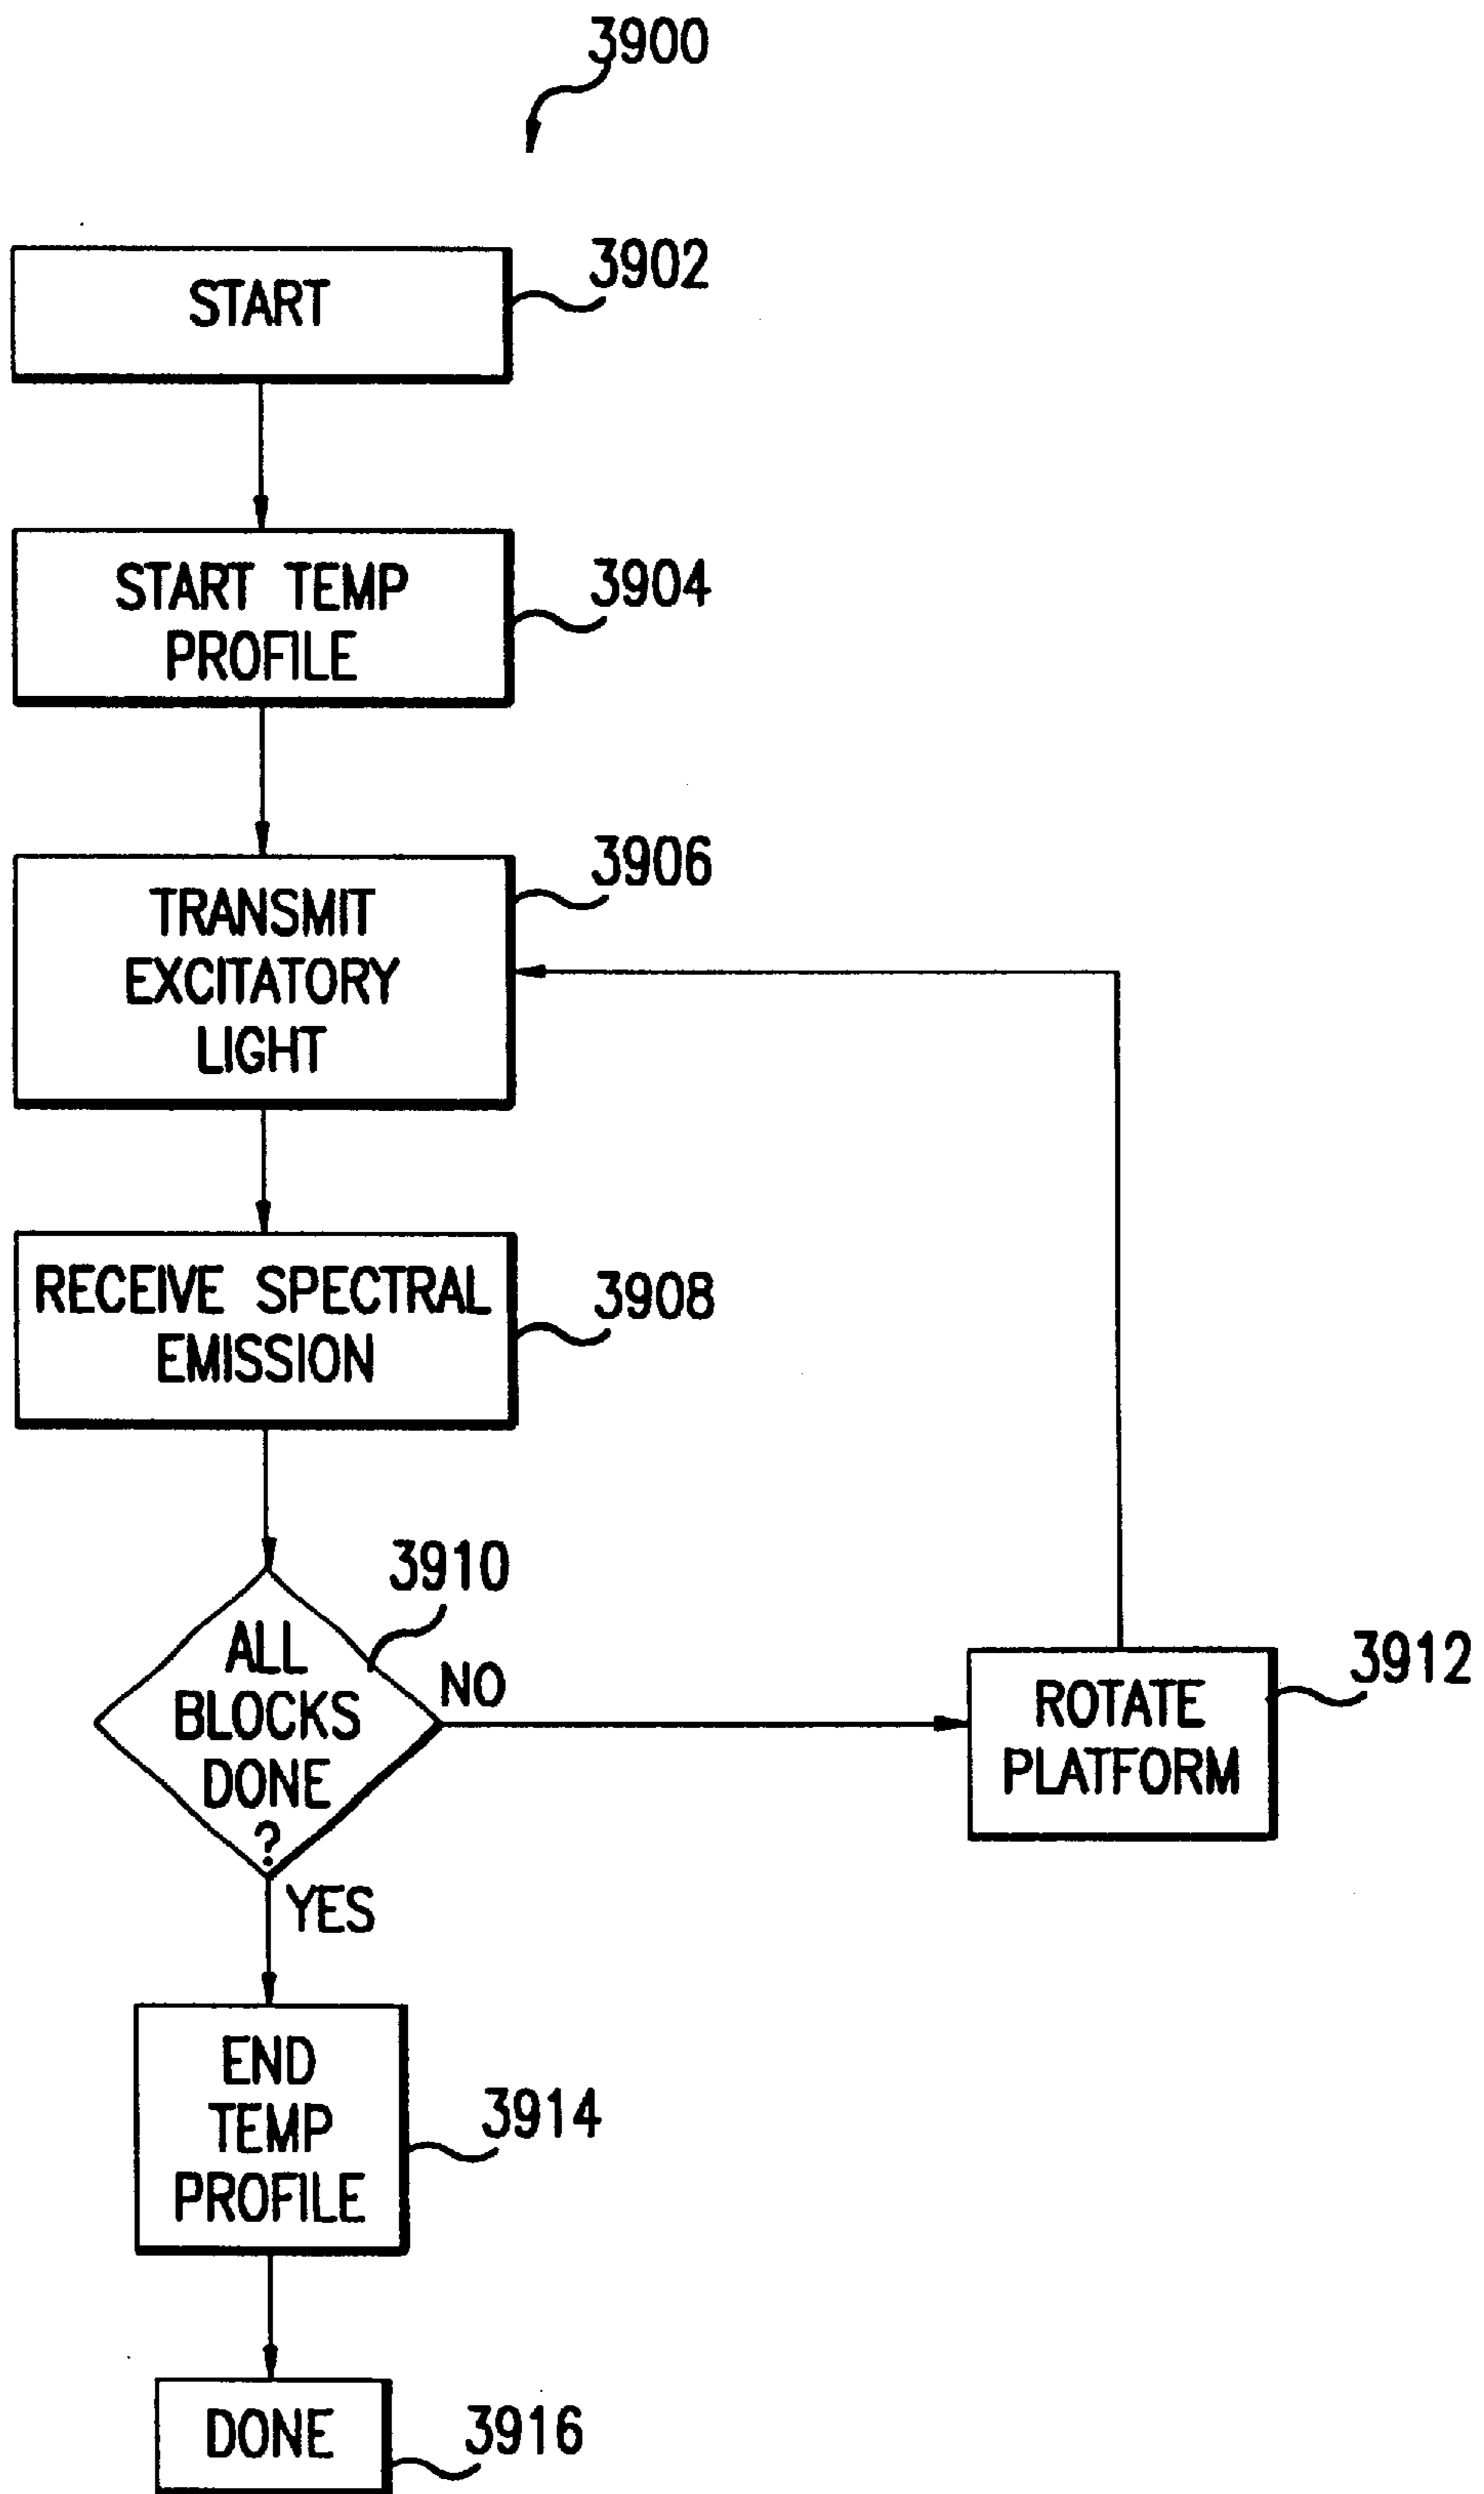 3900
START
3902
START TEMP
PROFILE
3904
TRANSMIT
EXCITATORY
LIGHT
3906
RECEIVE SPECTRAL
EMISSION
3908
ALL
BLOCKS
DONE
?
3910
NO
ROTATE
PLATFORM
3912
YES
END
TEMP
PROFILE
3914
DONE
3916